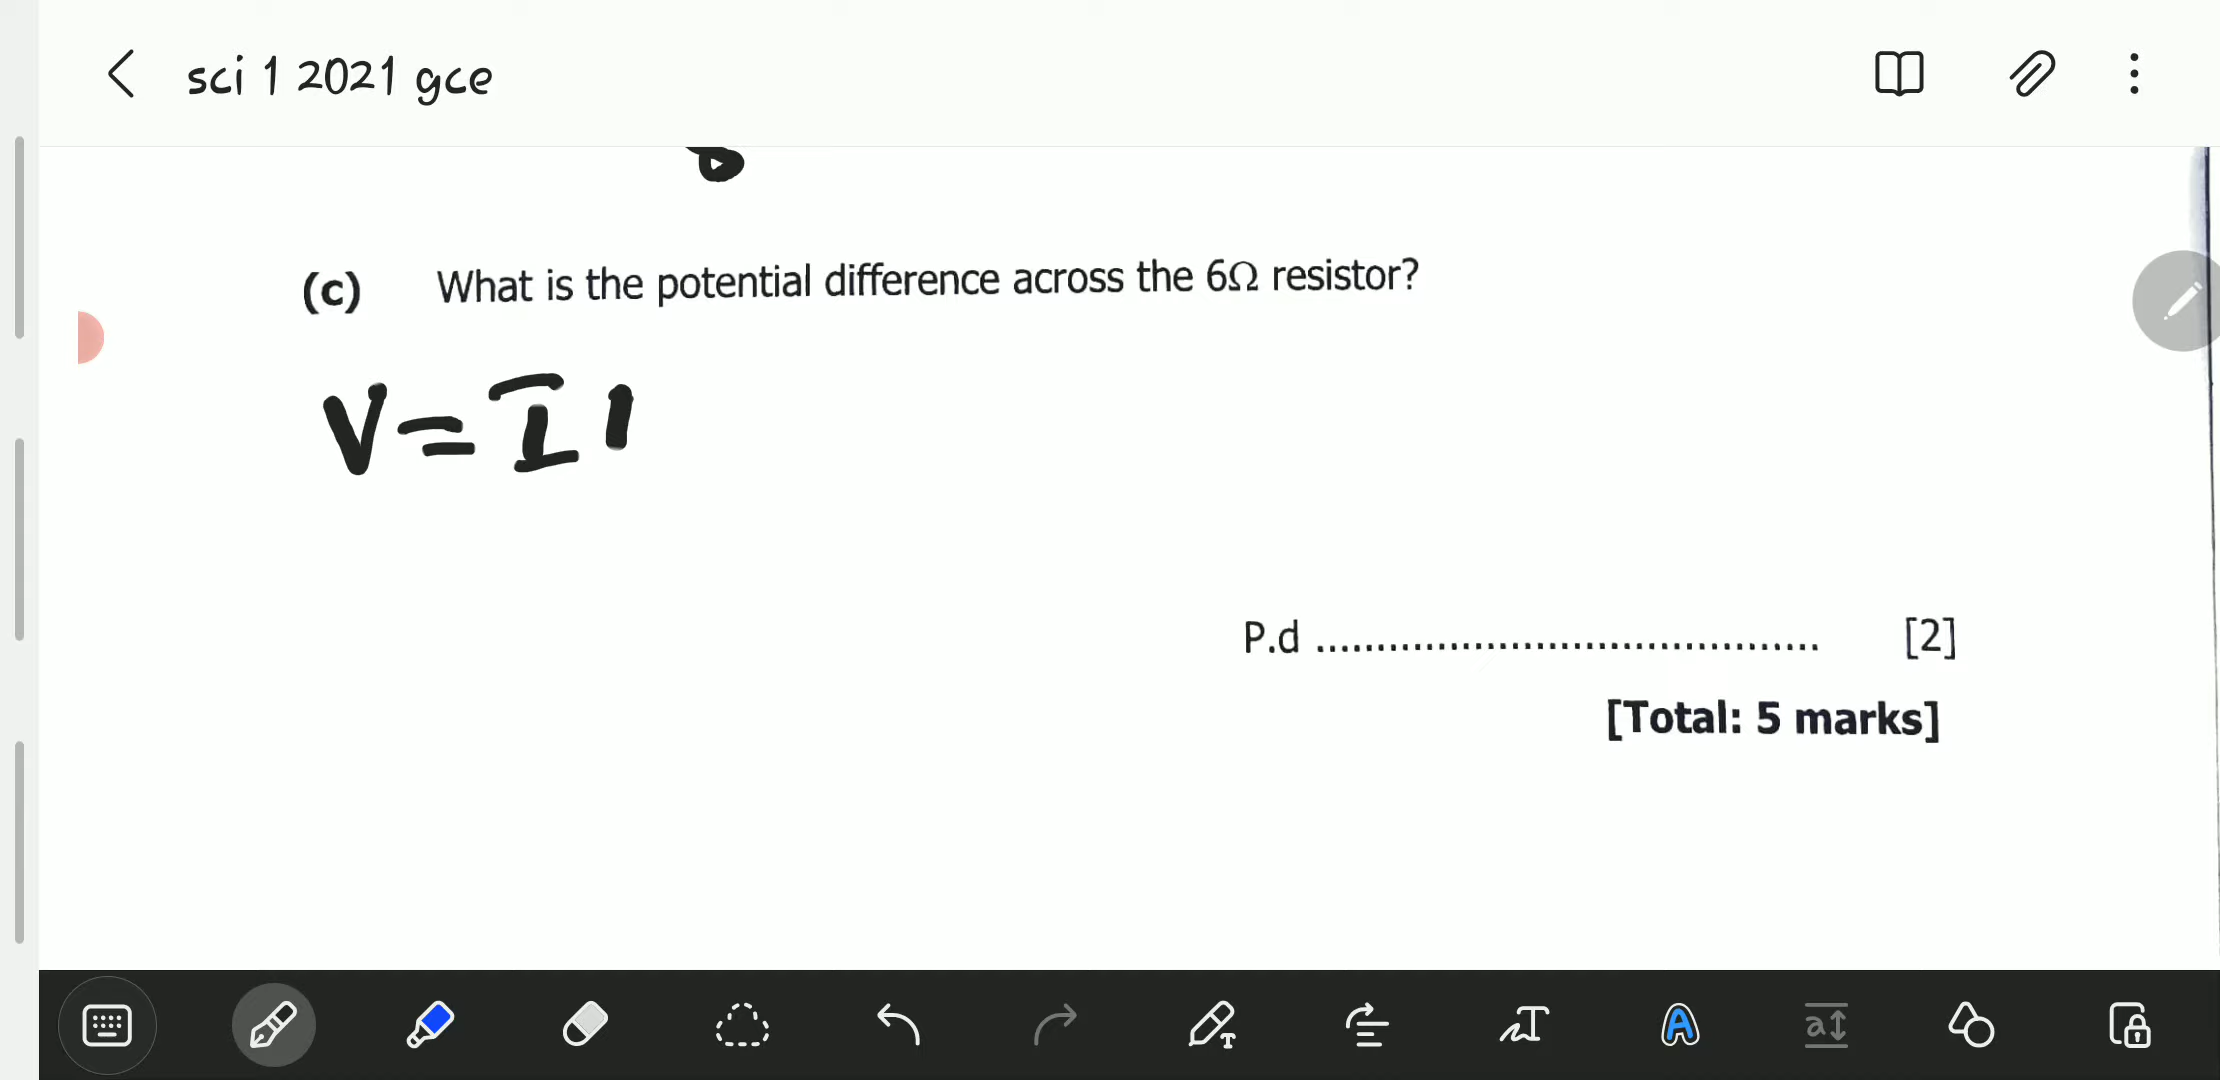 sci 1 2021 gce
(c) What is the potential difference across the 6Ω resistor?
V = I
P.d ........................................ [2]
[Total: 5 marks]